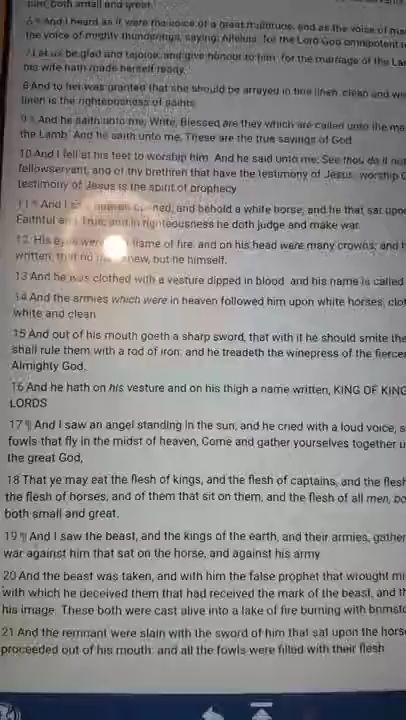 him, both small and great.
6 ¶ And I heard as it were the voice of a great multitude, and as the voice of
the voice of mighty thunderings, saying, Alleluia: for the Lord God omnipotent
7 Let us be glad and rejoice, and give honour to him: for the marriage of the
his wife hath made herself ready.
8 And to her was granted that she should be arrayed in fine linen, clean and
linen is the righteousness of saints.
9 ¶ And he saith unto me, Write, Blessed are they which are called unto the
the Lamb. And he saith unto me, These are the true sayings of God.
10 And I fell at his feet to worship him. And he said unto me, See thou do it not
fellowservant, and of thy brethren that have the testimony of Jesus: worship
testimony of Jesus is the spirit of prophecy.
11 ¶ And I and behold a white horse; and he that sat upon
Faithful and True, and in righteousness he doth judge and make war.
12 His eyes were flame of fire, and on his head were many crowns; and
written, that no but he himself.
13 And he was clothed with a vesture dipped in blood: and his name is called
14 And the armies which were in heaven followed him upon white horses,
white and clean.
15 And out of his mouth goeth a sharp sword, that with it he should smite the
shall rule them with a rod of iron: and he treadeth the winepress of the
Almighty God.
16 And he hath on his vesture and on his thigh a name written, KING OF
LORDS.
17 ¶ And I saw an angel standing in the sun; and he cried with a loud voice,
fowls that fly in the midst of heaven, Come and gather yourselves together
the great God;
18 That ye may eat the flesh of kings, and the flesh of captains, and the
the flesh of horses, and of them that sit on them, and the flesh of all men,
both small and great.
19 ¶ And I saw the beast, and the kings of the earth, and their armies,
war against him that sat on the horse, and against his army.
20 And the beast was taken, and with him the false prophet that wrought
with which he deceived them that had received the mark of the beast, and
his image. These both were cast alive into a lake of fire burning with
21 And the remnant were slain with the sword of him that sat upon the
proceeded out of his mouth: and all the fowls were filled with their flesh.